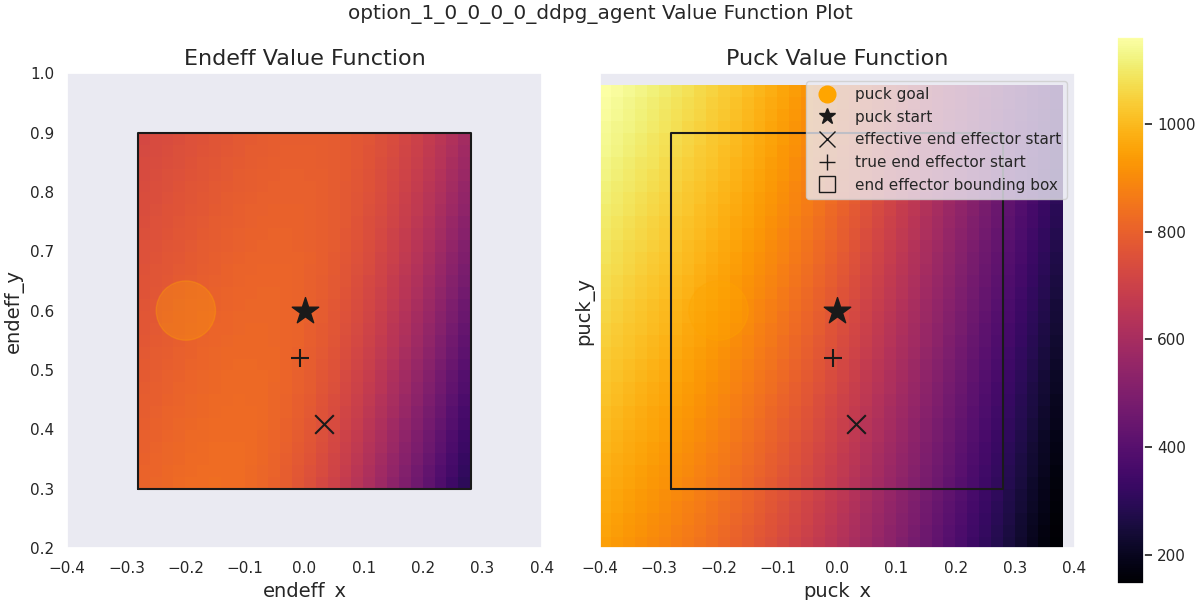 option_1_0_0_0_0_ddpg_agent Value Function Plot
Endeff Value Function
Puck Value Function
1.0
0.9
0.8
0.7
0.6
0.5
0.4
0.3
0.2
endeff_y
−0.4 −0.3 −0.2 −0.1 0.0 0.1 0.2 0.3 0.4
endeff_x
puck_y
puck goal
puck start
effective end effector start
true end effector start
end effector bounding box
−0.4 −0.3 −0.2 −0.1 0.0 0.1 0.2 0.3 0.4
puck_x
1000
800
600
400
200